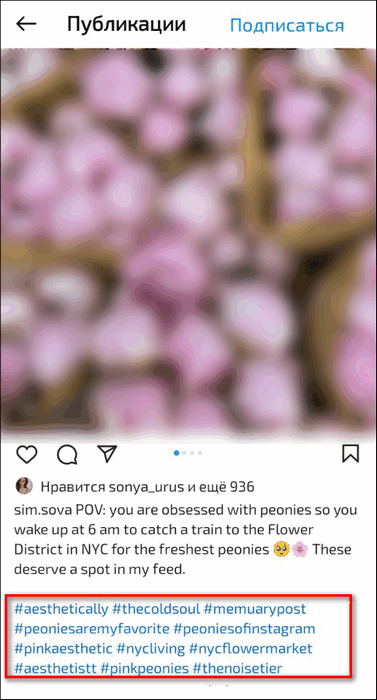 Публикации
Подписаться
Нравится sonya_urus и ещё 936
sim.sova POV: you are obsessed with peonies so you
wake up at 6 am to catch a train to the Flower
District in NYC for the freshest peonies 🥺🌸 These
deserve a spot in my feed.
#aesthetically #thecoldsoul #memuarypost
#peoniesaremyfavorite #peoniesofinstagram
#pinkaesthetic #nycliving #nycflowermarket
#aesthetistt #pinkpeonies #thenoisetier